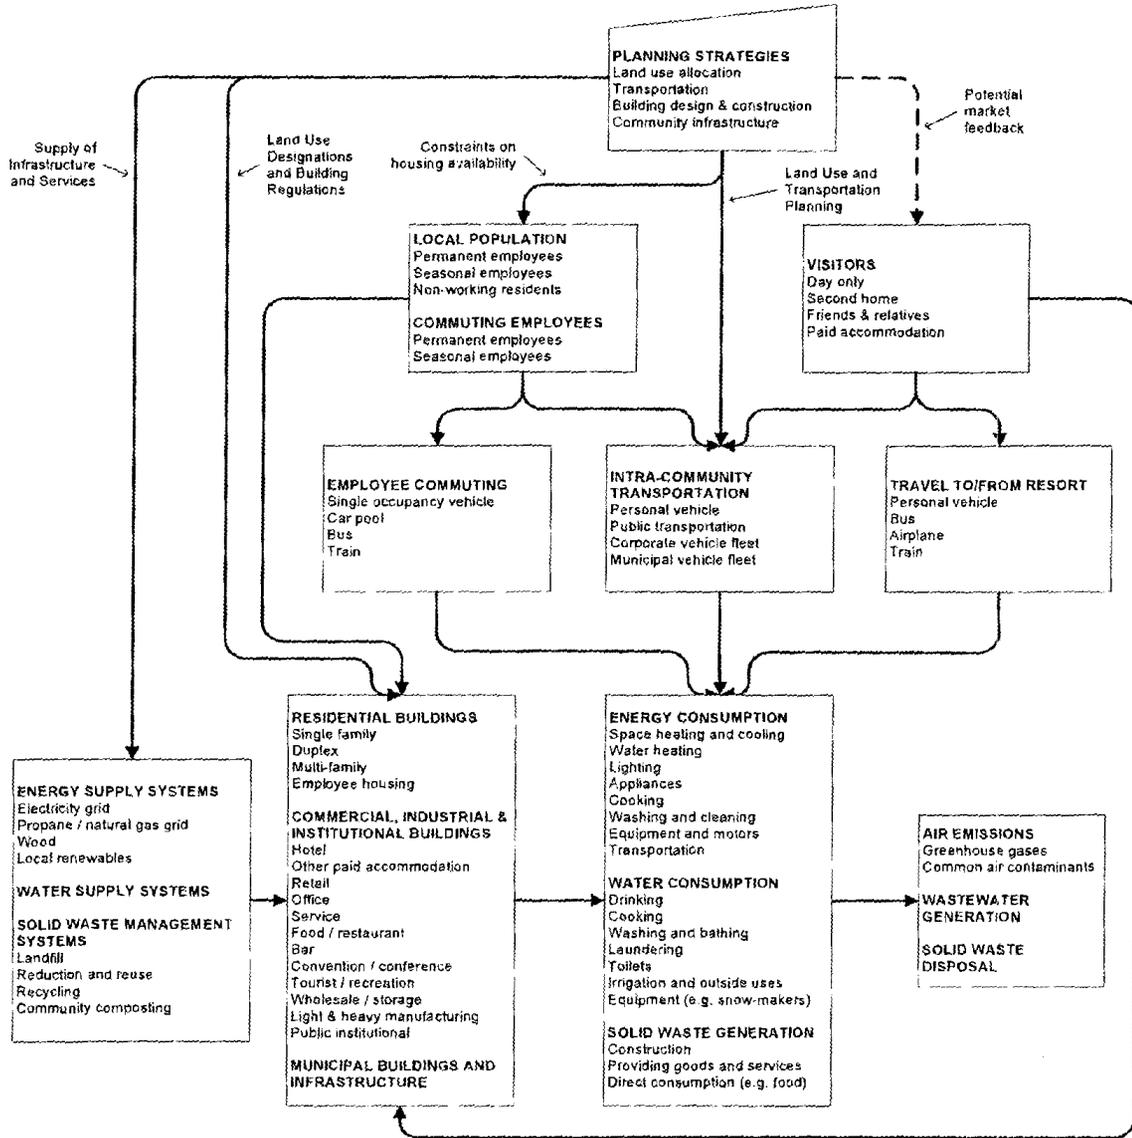 PLANNING STRATEGIES
Land use allocation
Transportation
Building design & construction
Community infrastructure
Potential
market
feedback
Supply of
Infrastructure
and Services
Land Use
Designations
and Building
Regulations
Constraints on
housing availability
Land Use and
Transportation
Planning
LOCAL POPULATION
Permanent employees
Seasonal employees
Non-working residents
COMMUTING EMPLOYEES
Permanent employees
Seasonal employees
VISITORS
Day only
Second home
Friends & relatives
Paid accommodation
EMPLOYEE COMMUTING
Single occupancy vehicle
Car pool
Bus
Train
INTRA-COMMUNITY
TRANSPORTATION
Personal vehicle
Public transportation
Corporate vehicle fleet
Municipal vehicle fleet
TRAVEL TO/FROM RESORT
Personal vehicle
Bus
Airplane
Train
ENERGY SUPPLY SYSTEMS
Electricity grid
Propane / natural gas grid
Wood
Local renewables
WATER SUPPLY SYSTEMS
SOLID WASTE MANAGEMENT
SYSTEMS
Landfill
Reduction and reuse
Recycling
Community composting
RESIDENTIAL BUILDINGS
Single family
Duplex
Multi-family
Employee housing
COMMERCIAL, INDUSTRIAL &
INSTITUTIONAL BUILDINGS
Hotel
Other paid accommodation
Retail
Office
Service
Food / restaurant
Bar
Convention / conference
Tourist / recreation
Wholesale / storage
Light & heavy manufacturing
Public institutional
MUNICIPAL BUILDINGS AND
INFRASTRUCTURE
ENERGY CONSUMPTION
Space heating and cooling
Water heating
Lighting
Appliances
Cooking
Washing and cleaning
Equipment and motors
Transportation
WATER CONSUMPTION
Drinking
Cooking
Washing and bathing
Laundering
Toilets
Irrigation and outside uses
Equipment (e.g. snow-makers)
SOLID WASTE GENERATION
Construction
Providing goods and services
Direct consumption (e.g. food)
AIR EMISSIONS
Greenhouse gases
Common air contaminants
WASTEWATER
GENERATION
SOLID WASTE
DISPOSAL